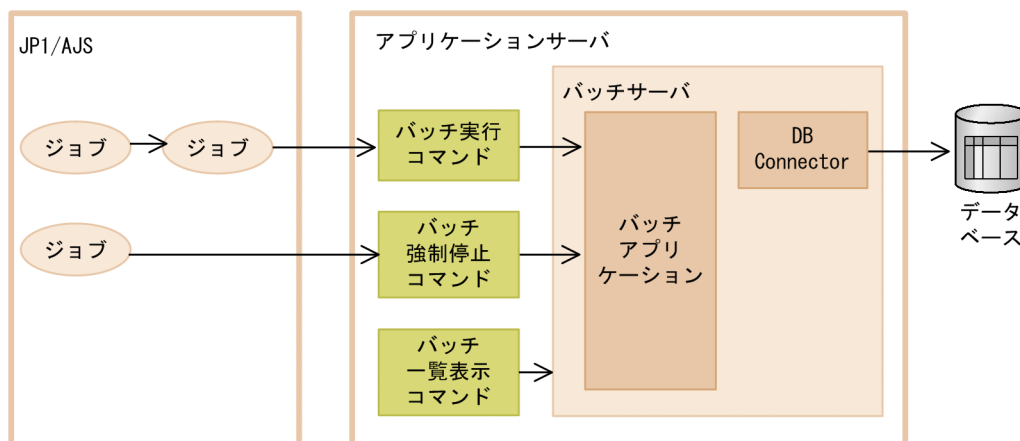 JP1/AJS
アプリケーションサーバ
バッチサーバ
ジョブ
ジョブ
バッチ実行
コマンド
DB
Connector
ジョブ
バッチ
強制停止
コマンド
バッチ
アプリ
ケーション
データ
ベース
バッチ
一覧表示
コマンド